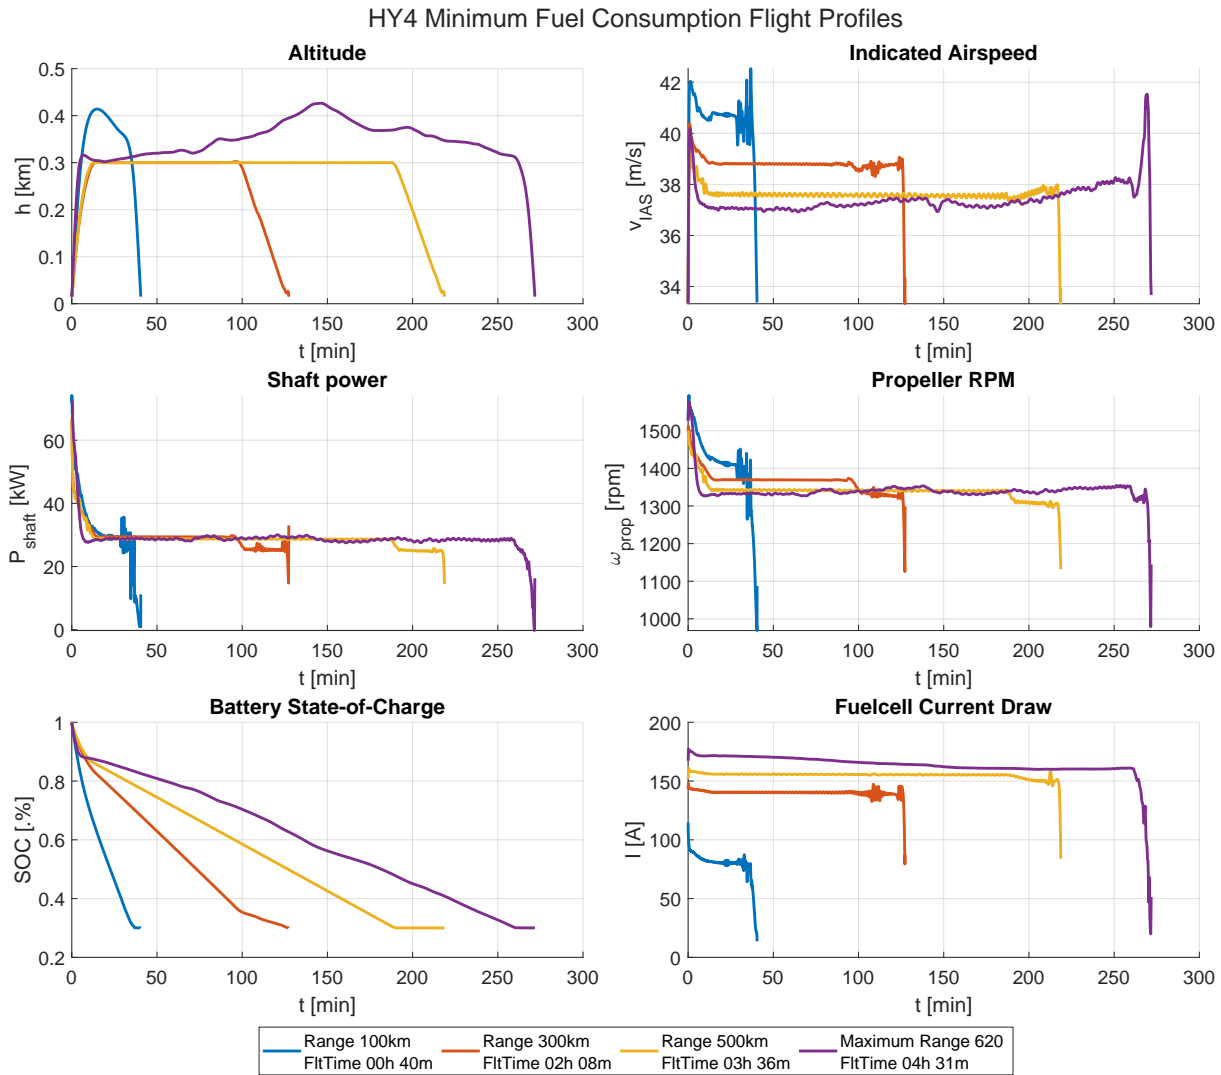 HY4 Minimum Fuel Consumption Flight Profiles
Altitude
0.5
0.4
0.3
0.2
0.1
0
h [km]
0 50 100 150 200 250 300
t [min]
Indicated Airspeed
42
40
38
36
34
v_IAS [m/s]
0 50 100 150 200 250 300
t [min]
Shaft power
60
40
20
0
P_shaft [kW]
0 50 100 150 200 250 300
t [min]
Propeller RPM
1500
1400
1300
1200
1100
1000
ω_prop [rpm]
0 50 100 150 200 250 300
t [min]
Battery State-of-Charge
1
0.8
0.6
0.4
0.2
SOC [.%]
0 50 100 150 200 250 300
t [min]
Fuelcell Current Draw
200
150
100
50
0
I [A]
0 50 100 150 200 250 300
t [min]
Range 100km
FltTime 00h 40m
Range 300km
FltTime 02h 08m
Range 500km
FltTime 03h 36m
Maximum Range 620
FltTime 04h 31m